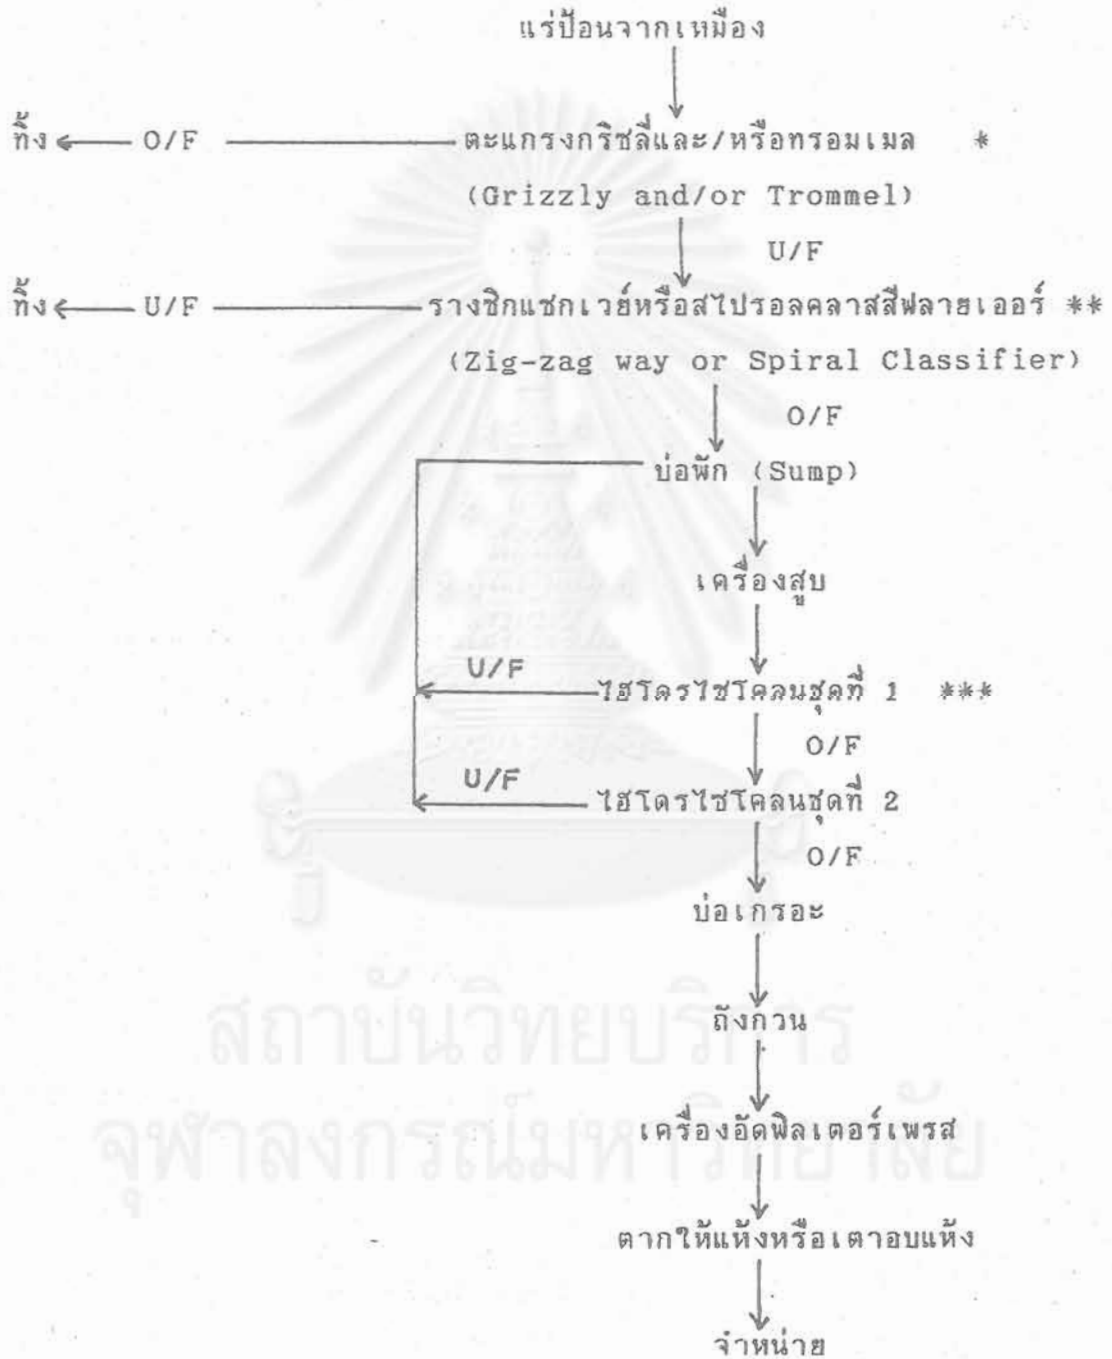 แร่ป้อนจากเหมือง
ทิ้ง O/F ตะแกรงกริซลี่และ/หรือทรอมเมล *
(Grizzly and/or Trommel)
U/F
ทิ้ง U/F รางซิกแซกเวย์หรือสไปรอลคลาสสีฟลายเออร์ **
(Zig-zag way or Spiral Classifier)
O/F
บ่อพัก (Sump)
เครื่องสูบ
U/F ไฮโดรไซโคลนชุดที่ 1 ***
O/F
U/F ไฮโดรไซโคลนชุดที่ 2
O/F
บ่อเกรอะ
ถังกวน
สถาบันวิทยบริการ
เครื่องอัดฟิลเตอร์เพรส
จุฬาลงกรณ์มหาวิทยาลัย
ตากให้แห้งหรือเตาอบแห้ง
จำหน่าย